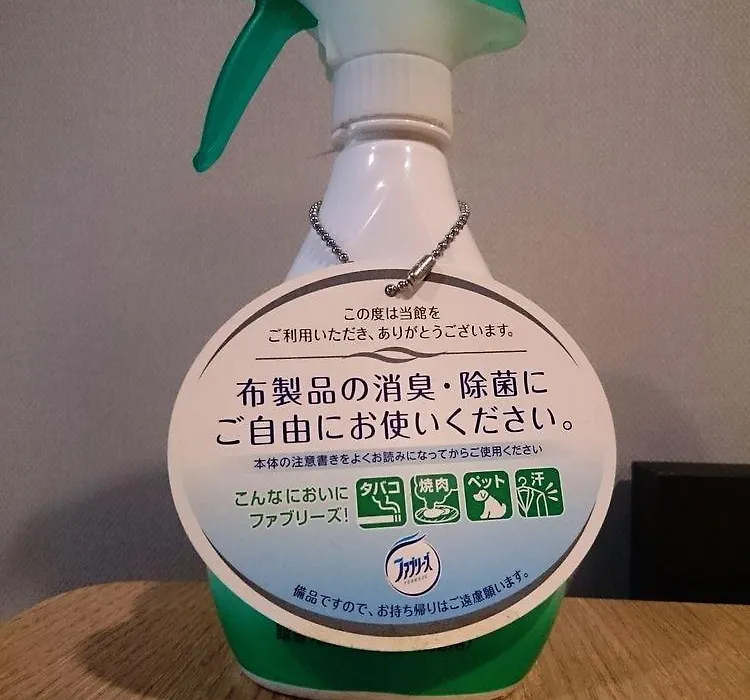 この度は当館を
ご利用いただき、ありがとうございます。
布製品の消臭・除菌に
ご自由にお使いください。
本体の注意書きをよくお読みになってからご使用ください
こんなにおいに
ファブリーズ!
タバコ
焼肉
ペット
汗
ファブリーズ
FEBREZE
備品ですので、お持ち帰りはご遠慮願います。